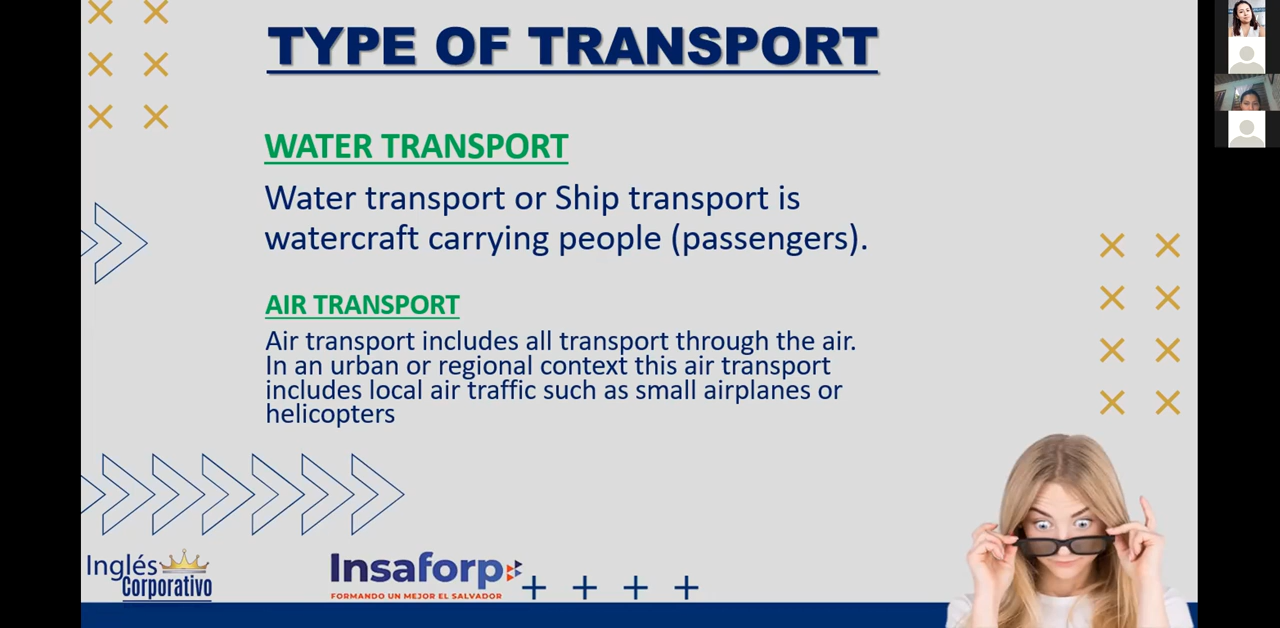 TYPE OF TRANSPORT
WATER TRANSPORT
Water transport or Ship transport is
watercraft carrying people (passengers).
AIR TRANSPORT
Air transport includes all transport through the air.
In an urban or regional context this air transport
includes local air traffic such as small airplanes or
helicopters
Inglés
Corporativo
Insaforp
FORMANDO UN MEJOR EL SALVADOR